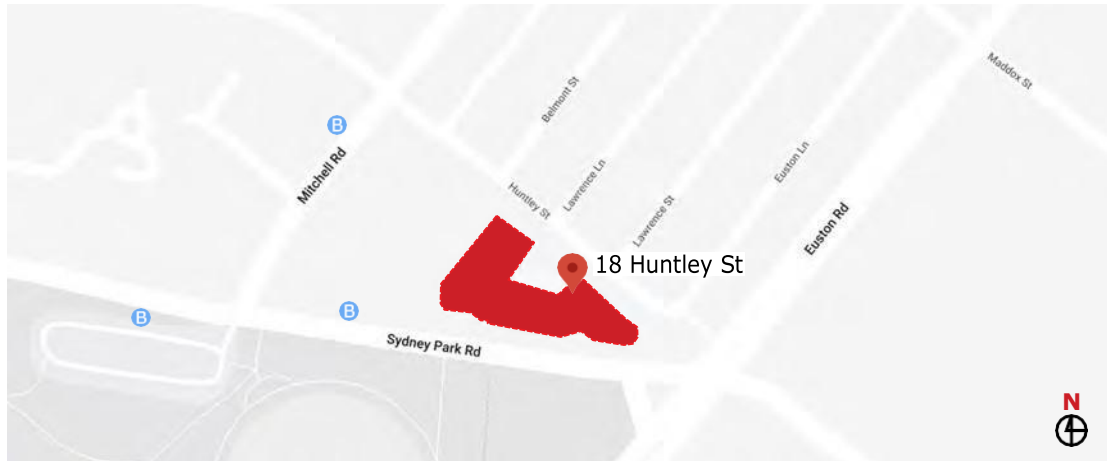 Maddox St
Belmont St
B
Mitchell Rd
Euston Ln
Lawrence Ln
Huntley St
Lawrence St
Euston Rd
18 Huntley St
B
B
Sydney Park Rd
N